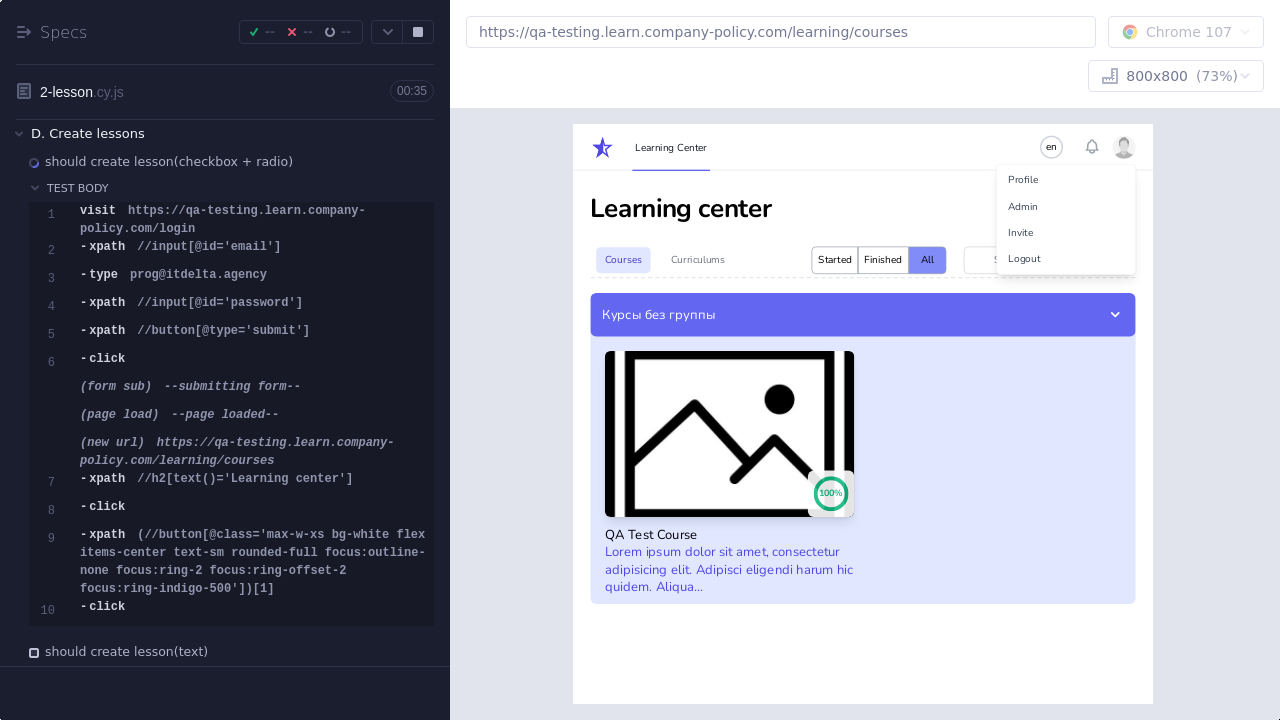 Specs
--
--
--
2-lesson.cy.js
00:35
D. Create lessons
should create lesson(checkbox + radio)
TEST BODY
1 visit https://qa-testing.learn.company-
policy.com/login
2 -xpath //input[@id='email']
3 -type prog@itdelta.agency
4 -xpath //input[@id='password']
5 -xpath //button[@type='submit']
6 -click
(form sub) --submitting form--
(page load) --page loaded--
(new url) https://qa-testing.learn.company-
policy.com/learning/courses
7 -xpath //h2[text()='Learning center']
8 -click
9 -xpath (//button[@class='max-w-xs bg-white flex
items-center text-sm rounded-full focus:outline-
none focus:ring-2 focus:ring-offset-2
focus:ring-indigo-500'])[1]
10 -click
should create lesson(text)
https://qa-testing.learn.company-policy.com/learning/courses
Chrome 107
800x800 (73%)
Learning Center
en
Profile
Admin
Invite
Logout
Learning center
Courses
Curriculums
Started
Finished
All
Курсы без группы
100%
QA Test Course
Lorem ipsum dolor sit amet, consectetur
adipisicing elit. Adipisci eligendi harum hic
quidem. Aliqua...